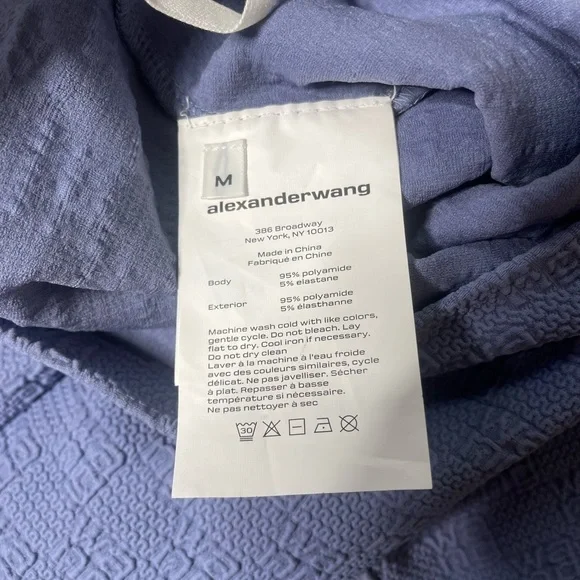 M
alexanderwang
386 Broadway
New York, NY 10013
Made in China
Fabriqué en Chine
Body 95% polyamide
5% elastane
Exterior 95% polyamide
5% élasthanne
Machine wash cold with like colors,
gentle cycle. Do not bleach. Lay
flat to dry. Cool iron if necessary.
Do not dry clean
Laver à la machine à l'eau froide
avec des couleurs similaires, cycle
délicat. Ne pas javelliser. Sécher
à plat. Repasser à basse
température si nécessaire.
Ne pas nettoyer à sec
30